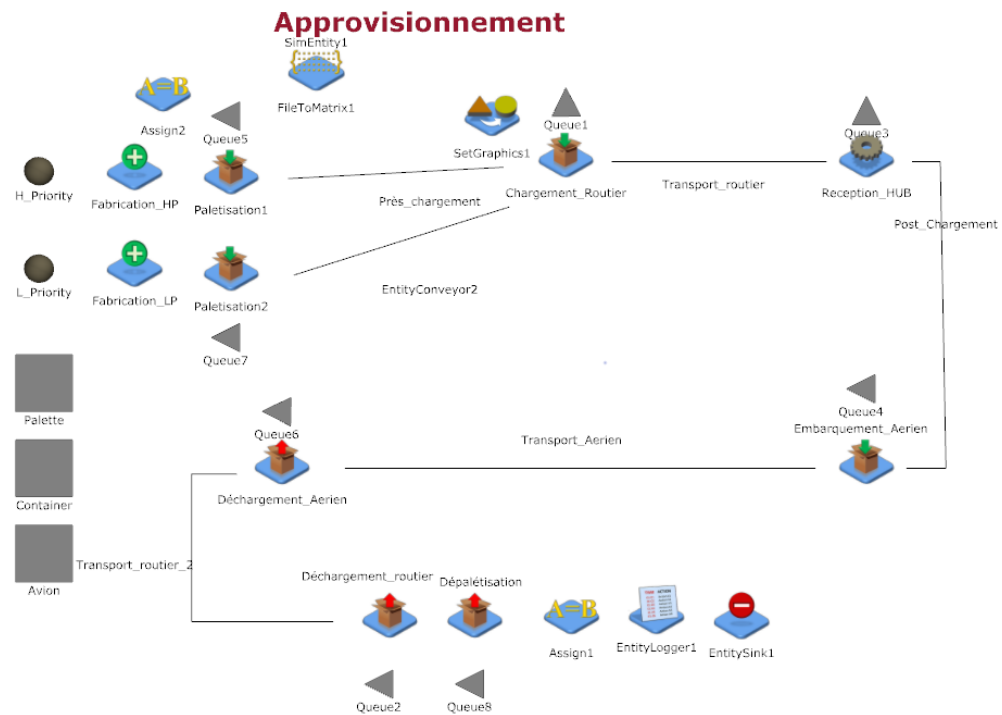 Approvisionnement
SimEntity1
A=B
FileToMatrix1
Assign2
Queue5
Queue1
Queue3
SetGraphics1
H_Priority
Fabrication_HP
Paletisation1
Près_chargement
Chargement_Routier
Transport_routier
Reception_HUB
Post_Chargement
L_Priority
Fabrication_LP
Paletisation2
EntityConveyor2
Queue7
Palette
Queue6
Transport_Aerien
Queue4
Embarquement_Aerien
Container
Déchargement_Aerien
Avion
Transport_routier_2
Déchargement_routier
Dépalétisation
A=B
Assign1
EntityLogger1
EntitySink1
Queue2
Queue8